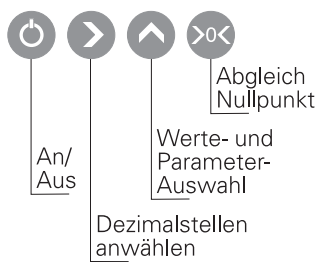 >0<
Abgleich
Nullpunkt
Werte- und
Parameter-
Auswahl
An/
Aus
Dezimalstellen
anwählen